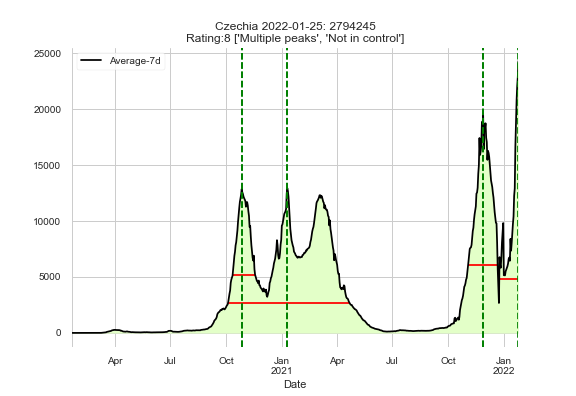 Czechia 2022-01-25: 2794245
Rating:8 ['Multiple peaks', 'Not in control']
Average-7d
25000
20000
15000
10000
5000
0
Apr Jul Oct Jan Apr Jul Oct Jan
2021 2022
Date